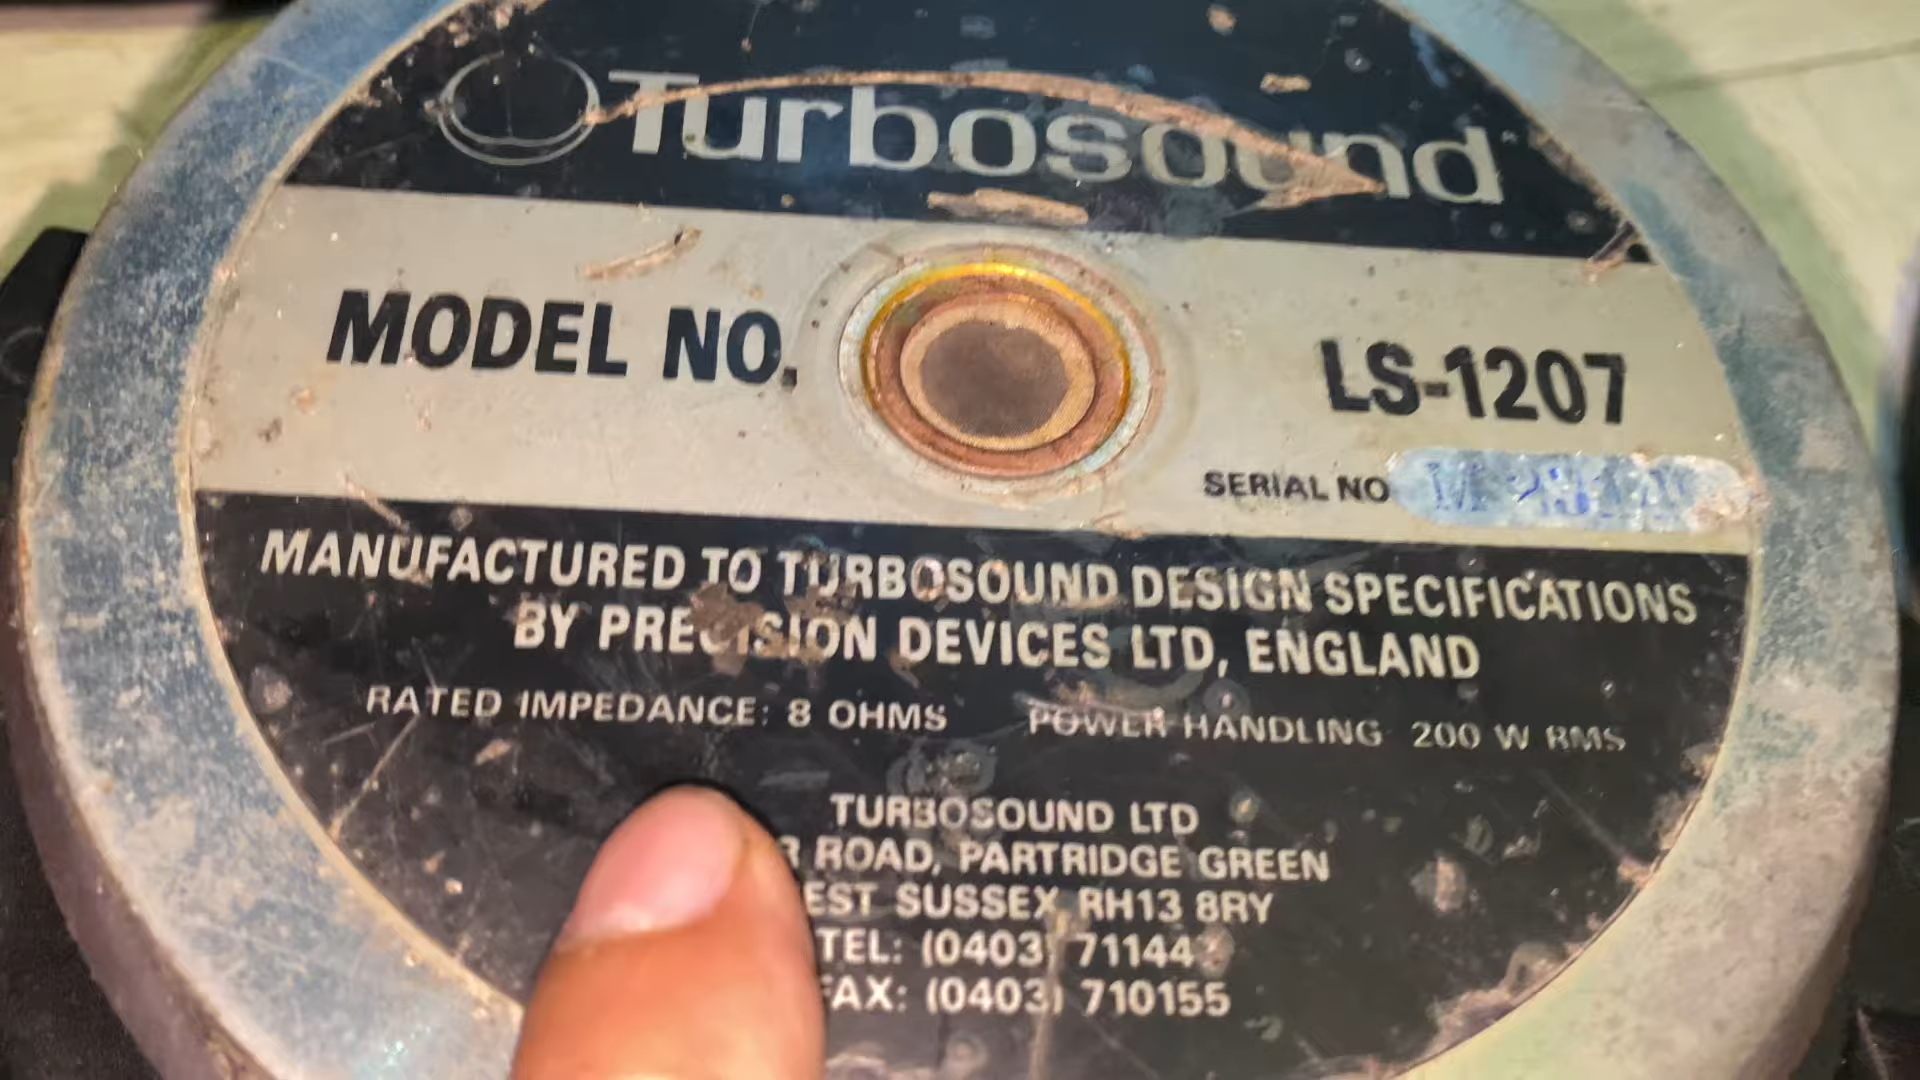 Turbosound
MODEL NO. LS-1207
SERIAL NO
MANUFACTURED TO TURBOSOUND DESIGN SPECIFICATIONS
BY PRECISION DEVICES LTD, ENGLAND
RATED IMPEDANCE: 8 OHMS POWER HANDLING 200 W RMS
TURBOSOUND LTD
ROAD, PARTRIDGE GREEN
SUSSEX RH13 8RY
TEL: (0403)
FAX: (0403) 710155